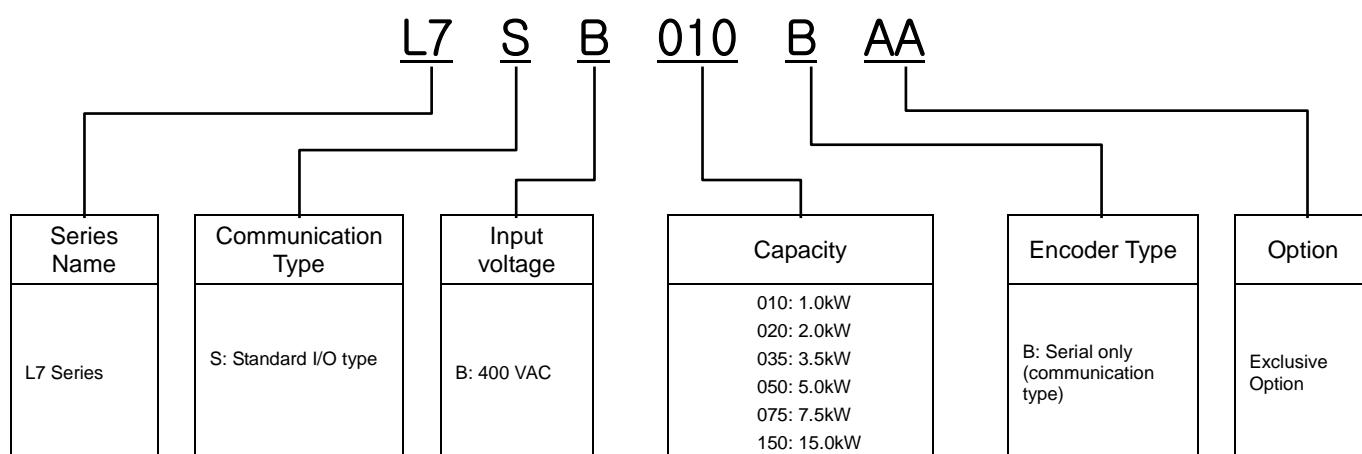 L7 S B 010 B AA
Series
Name
L7 Series
Communication
Type
S: Standard I/O type
Input
voltage
B: 400 VAC
Capacity
010: 1.0kW
020: 2.0kW
035: 3.5kW
050: 5.0kW
075: 7.5kW
150: 15.0kW
Encoder Type
B: Serial only
(communication
type)
Option
Exclusive
Option